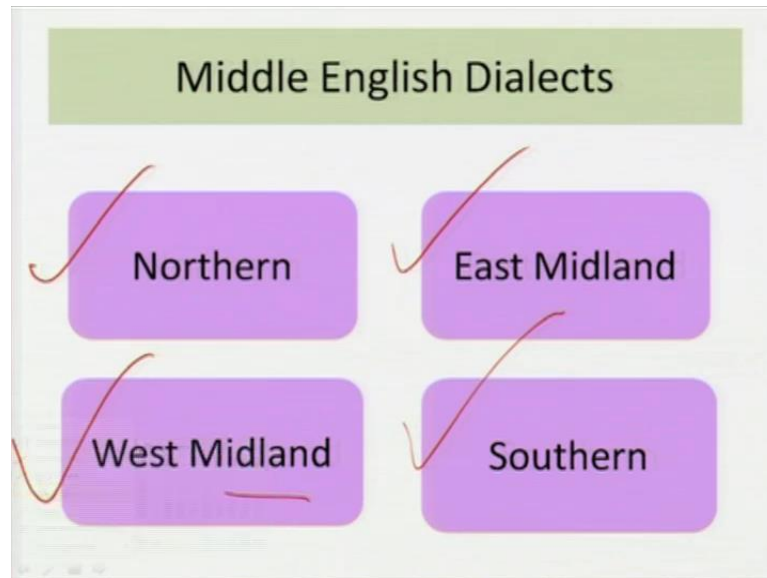 Middle English Dialects
Northern
East Midland
West Midland
Southern